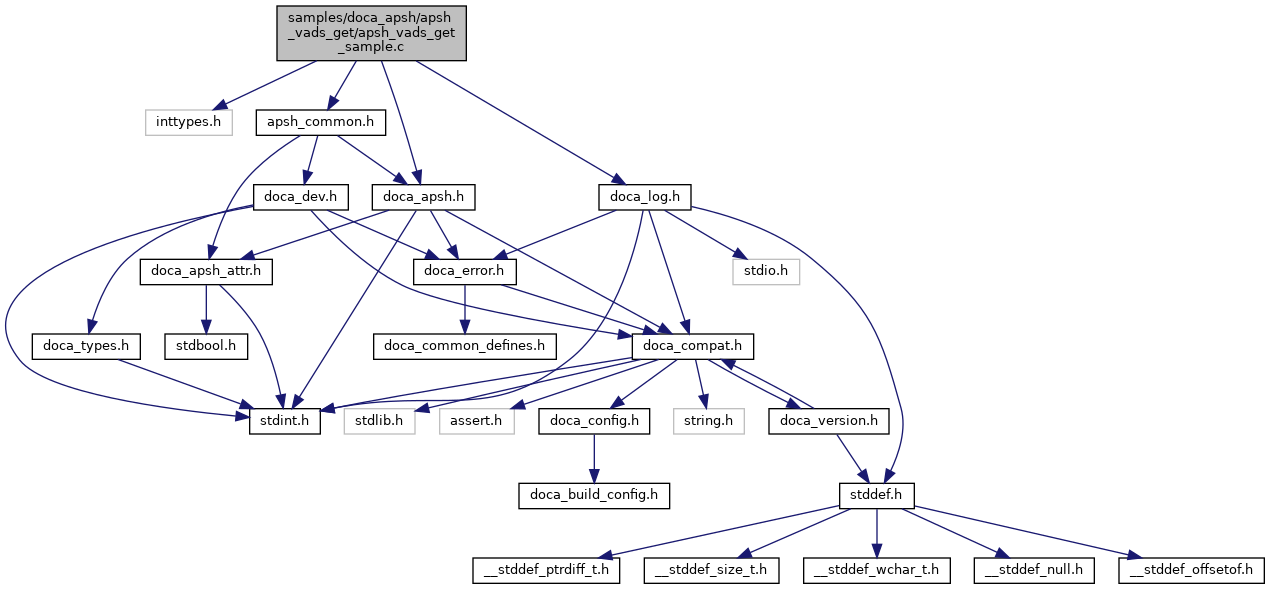 samples/doca_apsh/apsh
_vads_get/apsh_vads_get
_sample.c
inttypes.h
apsh_common.h
doca_dev.h
doca_apsh.h
doca_log.h
doca_apsh_attr.h
doca_error.h
stdio.h
doca_types.h
stdbool.h
doca_common_defines.h
doca_compat.h
stdint.h
stdlib.h
assert.h
doca_config.h
string.h
doca_version.h
doca_build_config.h
stddef.h
__stddef_ptrdiff_t.h
__stddef_size_t.h
__stddef_wchar_t.h
__stddef_null.h
__stddef_offsetof.h